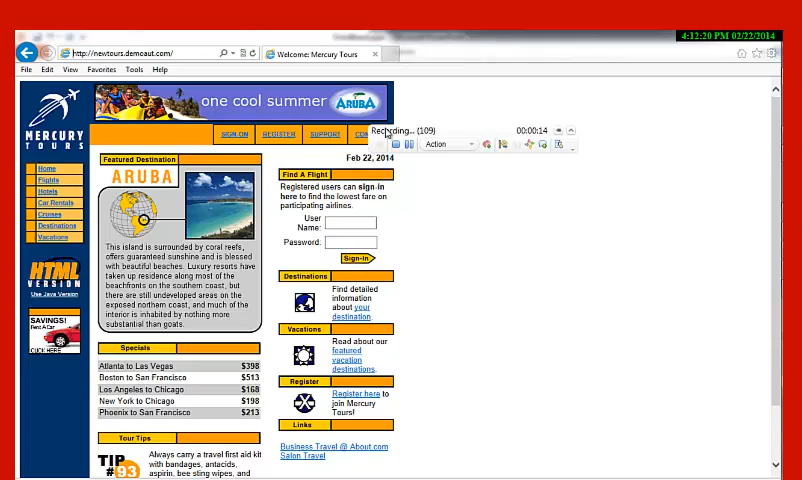 4:12:20 PM 02/22/2014
http://newtours.demoaut.com/
Welcome: Mercury Tours
File Edit View Favorites Tools Help
one cool summer ARUBA
MERCURY
TOURS
SIGN-ON REGISTER SUPPORT
Recording... (109) 00:00:14
Action
Home
Flights
Hotels
Car Rentals
Cruises
Destinations
Vacations
HTML
VERSION
Use Java Version
SAVINGS!
Rent A Car
CLICK HERE
Featured Destination
ARUBA
This island is surrounded by coral reefs,
offers guaranteed sunshine and is blessed
with beautiful beaches. Luxury resorts have
taken up residence along most of the
beachfronts on the southern coast, but
there are still undeveloped areas on the
exposed northern coast, and much of the
interior is inhabited by nothing more
substantial than goats.
Specials
Atlanta to Las Vegas $398
Boston to San Francisco $513
Los Angeles to Chicago $168
New York to Chicago $198
Phoenix to San Francisco $213
Tour Tips
TIP
#93
Always carry a travel first aid kit
with bandages, antacids,
aspirin, bee sting wipes, and
Feb 22, 2014
Find A Flight
Registered users can sign-in
here to find the lowest fare on
participating airlines.
User
Name:
Password:
Sign-In
Destinations
Find detailed
information
about your
destination.
Vacations
Read about our
featured
vacation
destinations.
Register
Register here to
join Mercury
Tours!
Links
Business Travel @ About.com
Salon Travel